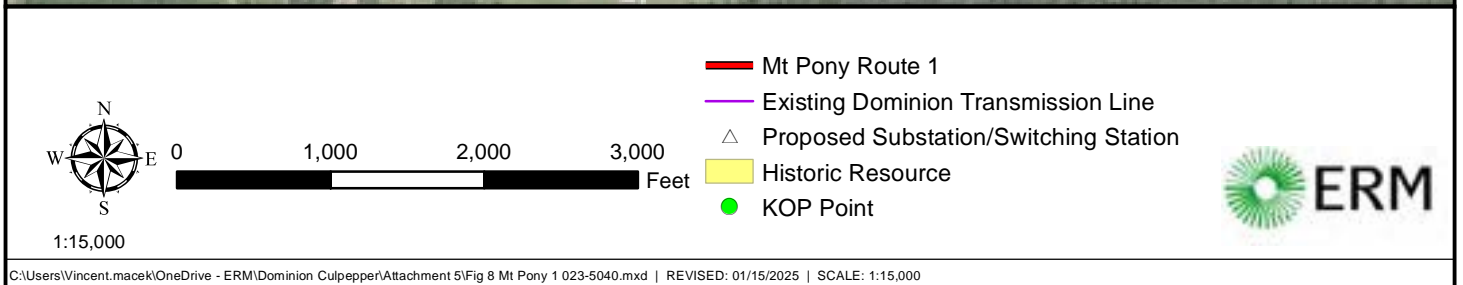 N
W E
S
1:15,000
0 1,000 2,000 3,000
Feet
Mt Pony Route 1
Existing Dominion Transmission Line
Proposed Substation/Switching Station
Historic Resource
KOP Point
ERM
C:\Users\Vincent.macek\OneDrive - ERM\Dominion Culpepper\Attachment 5\Fig 8 Mt Pony 1 023-5040.mxd | REVISED: 01/15/2025 | SCALE: 1:15,000